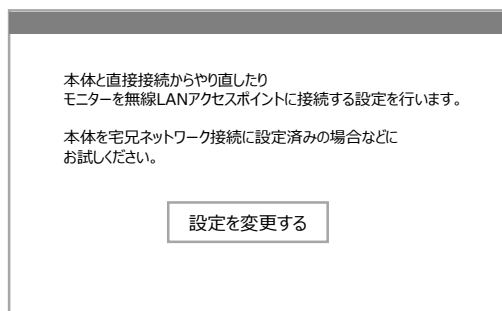 本体と直接接続からやり直したり
モニターを無線LANアクセスポイントに接続する設定を行います。
本体を宅兄ネットワーク接続に設定済みの場合などに
お試しください。
設定を変更する